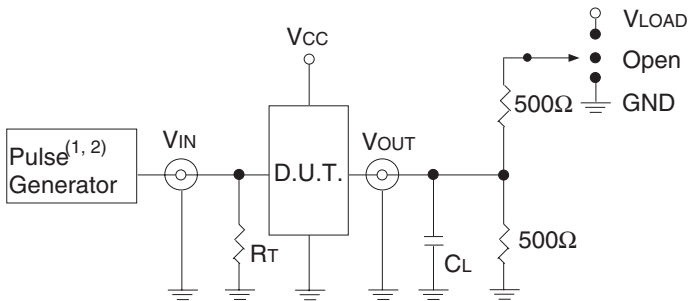 VLOAD
VCC
Open
500Ω
GND
Pulse(1, 2)
Generator
VIN
D.U.T.
VOUT
RT
CL
500Ω